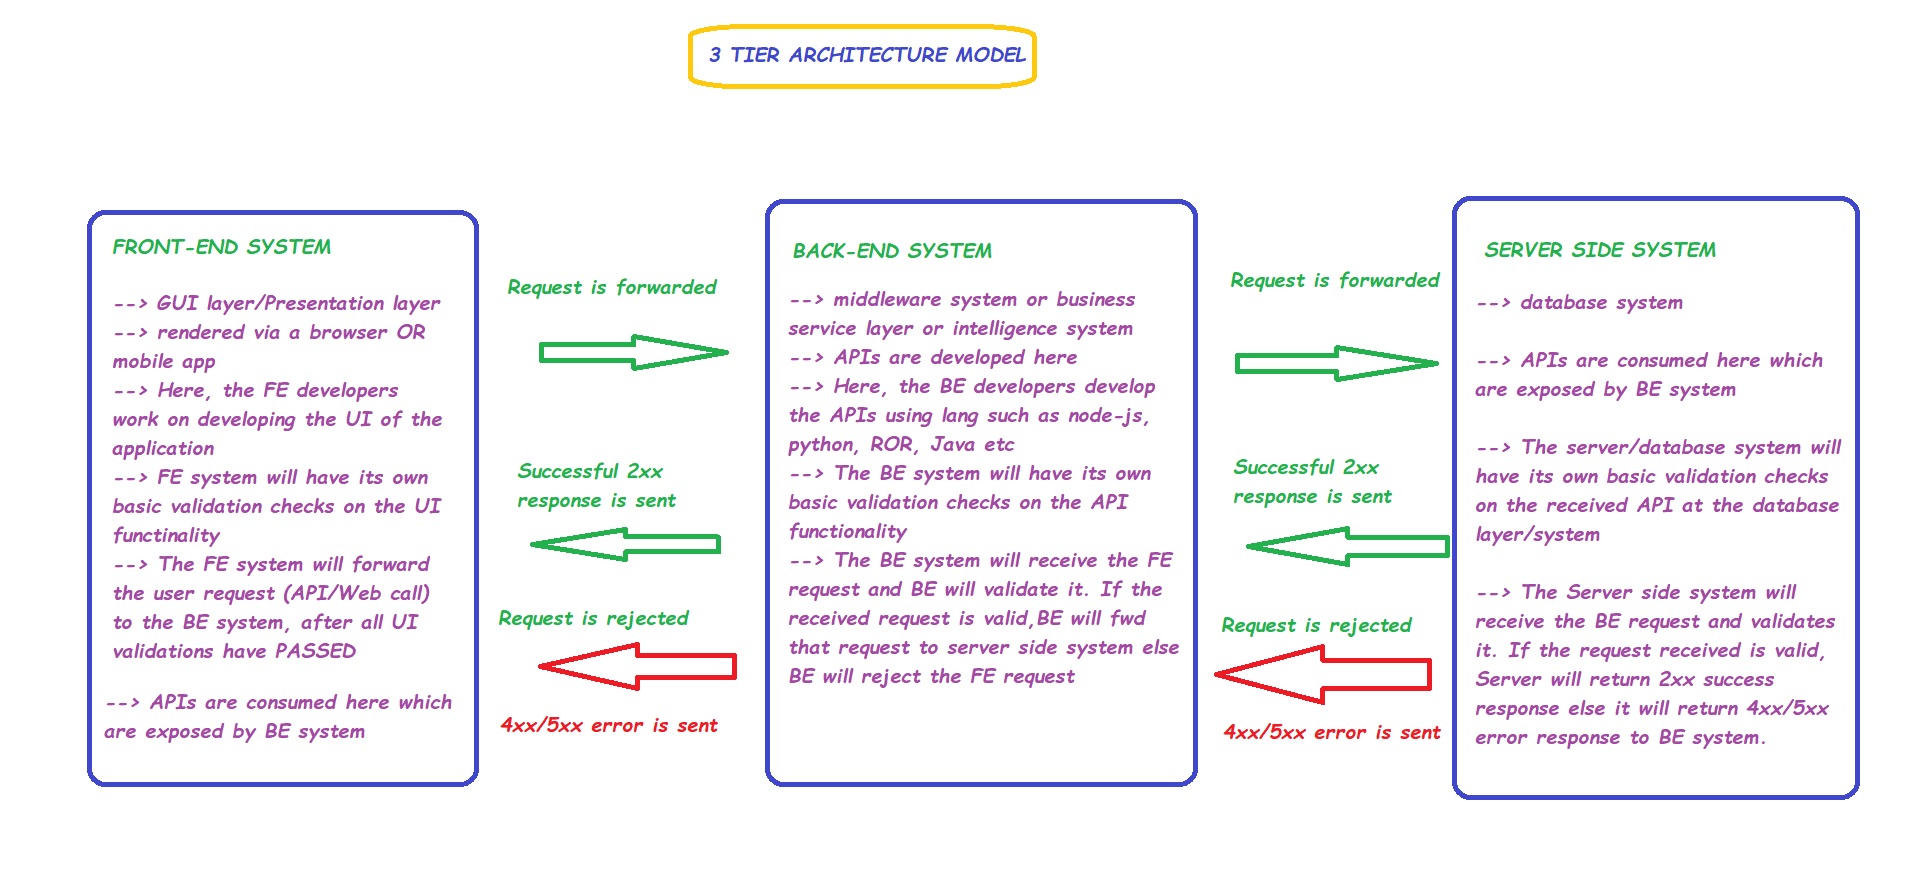 3 TIER ARCHITECTURE MODEL
FRONT-END SYSTEM
--> GUI layer/Presentation layer
--> rendered via a browser OR
mobile app
--> Here, the FE developers
work on developing the UI of the
application
--> FE system will have its own
basic validation checks on the UI
functinality
--> The FE system will forward
the user request (API/Web call)
to the BE system, after all UI
validations have PASSED
--> APIs are consumed here which
are exposed by BE system
Request is forwarded
Successful 2xx
response is sent
Request is rejected
4xx/5xx error is sent
BACK-END SYSTEM
--> middleware system or business
service layer or intelligence system
--> APIs are developed here
--> Here, the BE developers develop
the APIs using lang such as node-js,
python, ROR, Java etc
--> The BE system will have its own
basic validation checks on the API
functionality
--> The BE system will receive the FE
request and BE will validate it. If the
received request is valid,BE will fwd
that request to server side system else
BE will reject the FE request
Request is forwarded
Successful 2xx
response is sent
Request is rejected
4xx/5xx error is sent
SERVER SIDE SYSTEM
--> database system
--> APIs are consumed here which
are exposed by BE system
--> The server/database system will
have its own basic validation checks
on the received API at the database
layer/system
--> The Server side system will
receive the BE request and validates
it. If the request received is valid,
Server will return 2xx success
response else it will return 4xx/5xx
error response to BE system.